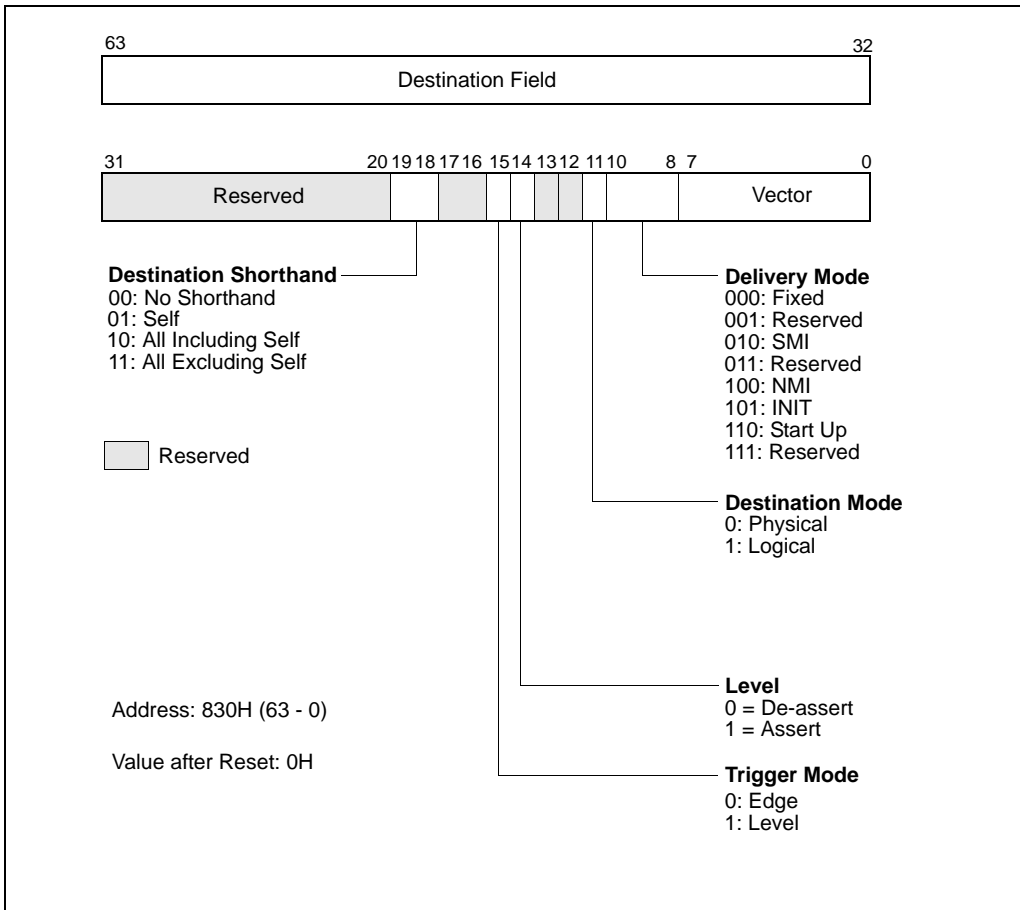 63 32
Destination Field
31 20 19 18 17 16 15 14 13 12 11 10 8 7 0
Reserved
Vector
Destination Shorthand
00: No Shorthand
01: Self
10: All Including Self
11: All Excluding Self
Reserved
Delivery Mode
000: Fixed
001: Reserved
010: SMI
011: Reserved
100: NMI
101: INIT
110: Start Up
111: Reserved
Destination Mode
0: Physical
1: Logical
Level
0 = De-assert
1 = Assert
Address: 830H (63 - 0)
Value after Reset: 0H
Trigger Mode
0: Edge
1: Level